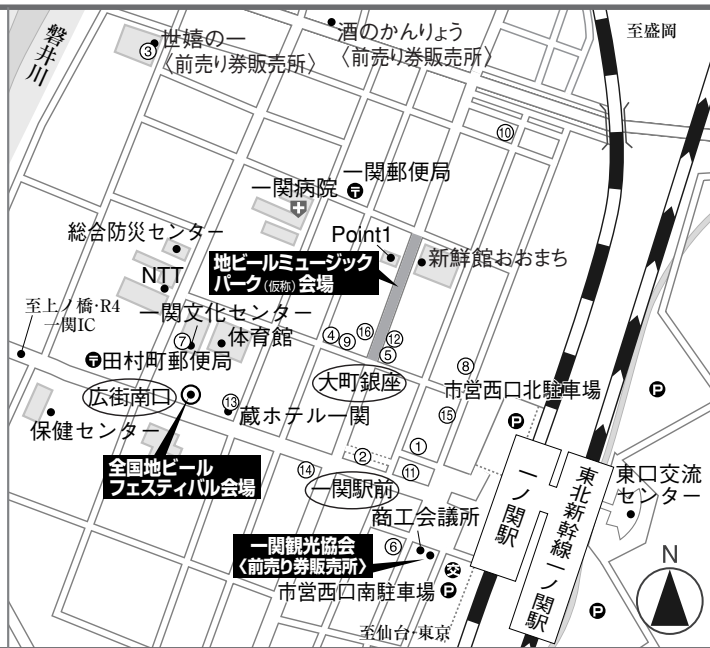 磐井川
③
世嬉の一
〈前売り券販売所〉
酒のかんりょう
〈前売り券販売所〉
至盛岡
⑩
一関郵便局
〒
一関病院
総合防災センター
Point1
新鮮館おおまち
地ビールミュージック
パーク(仮称)会場
NTT
至上ノ橋・R4
一関IC
一関文化センター
⑦
体育館
④
⑨
⑯
⑫
⑤
⑧
〒田村町郵便局
大町銀座
市営西口北駐車場
P
P
広街南口
⑬
蔵ホテル一関
⑮
保健センター
全国地ビール
フェスティバル会場
①
②
⑪
⑭
一関駅前
一ノ関駅
東北新幹線一ノ関駅
東口交流
センター
商工会議所
⑥
一関観光協会
〈前売り券販売所〉
交
市営西口南駐車場
P
P
N
至仙台・東京